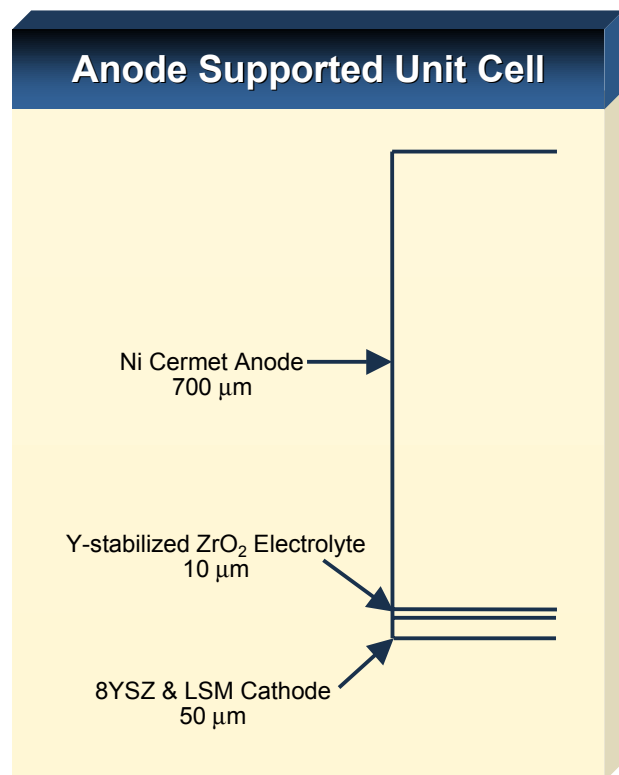 Anode Supported Unit Cell
Ni Cermet Anode
700 μm
Y-stabilized ZrO₂ Electrolyte
10 μm
8YSZ & LSM Cathode
50 μm